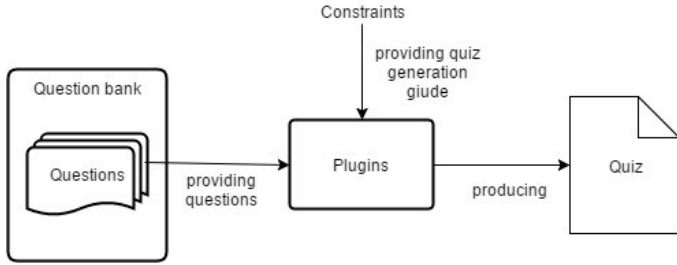 Constraints
providing quiz
generation
giude
Question bank
Questions
providing
questions
Plugins
producing
Quiz